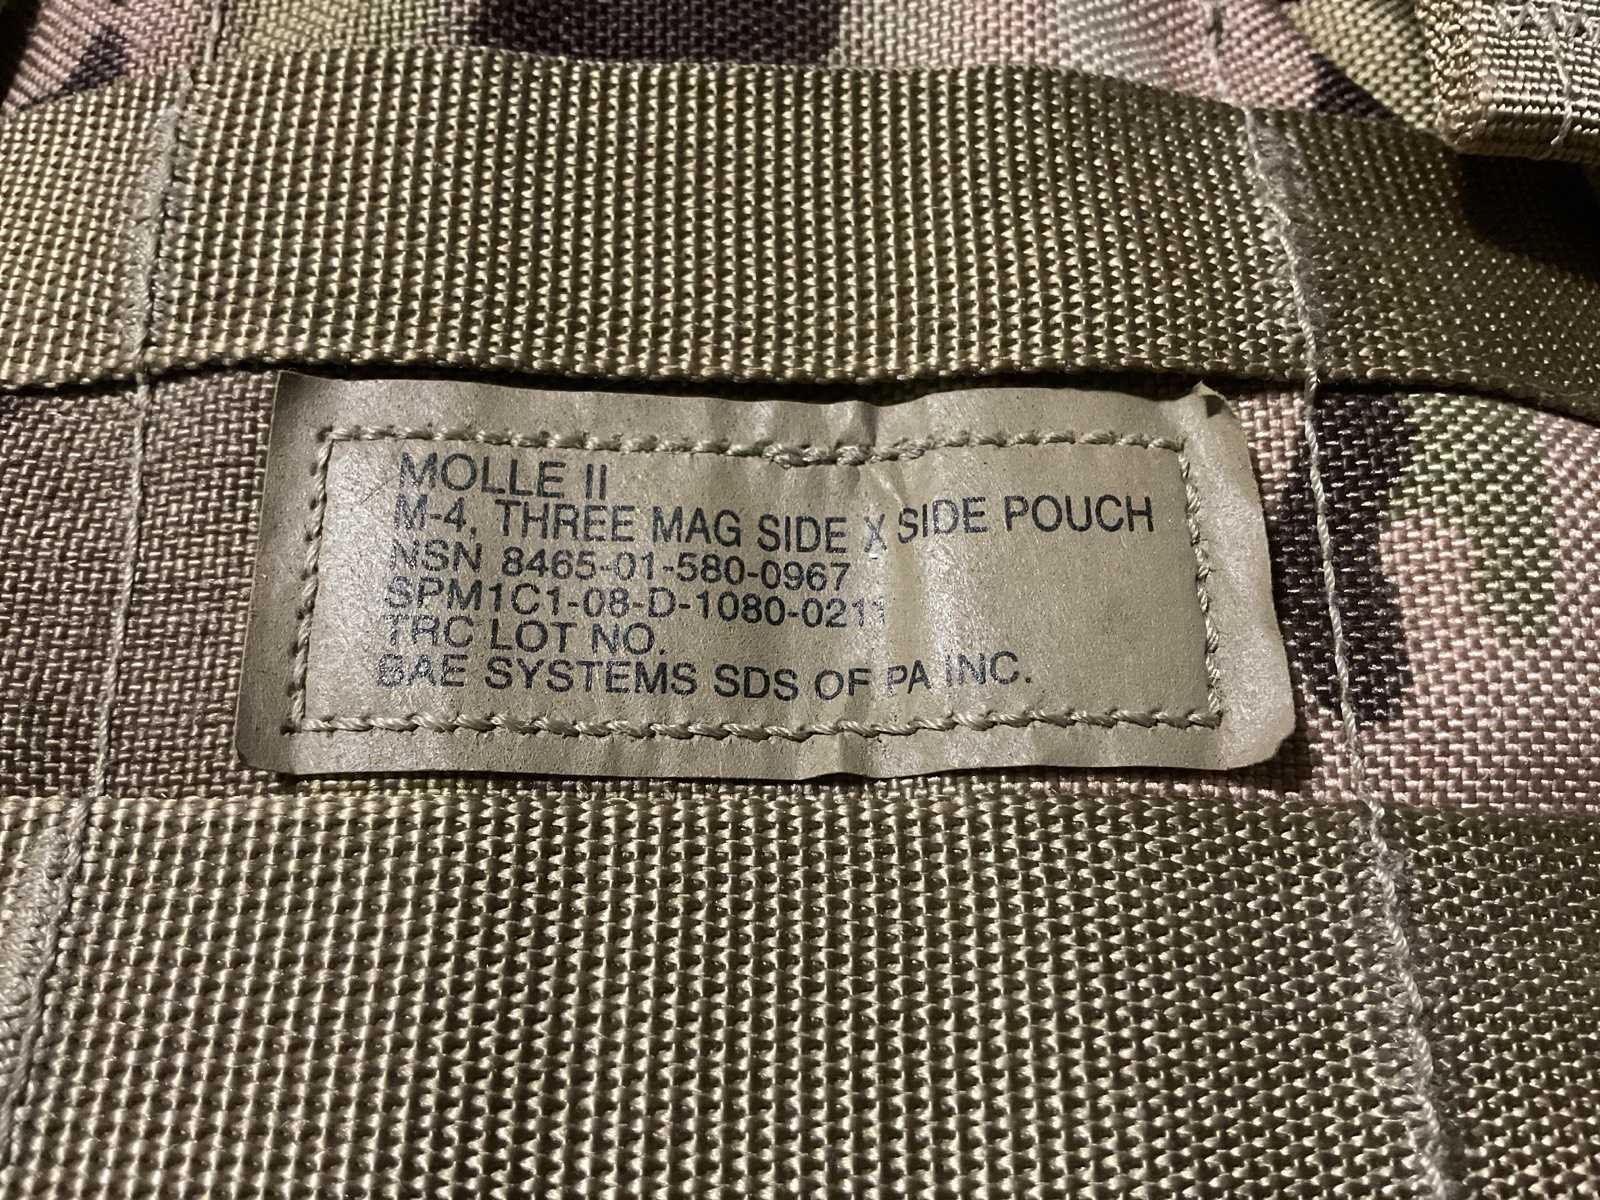 MOLLE II
M-4, THREE MAG SIDE X SIDE POUCH
NSN 8465-01-580-0967
SPM1C1-08-D-1080-0211
TRC LOT NO.
BAE SYSTEMS SDS OF PA INC.